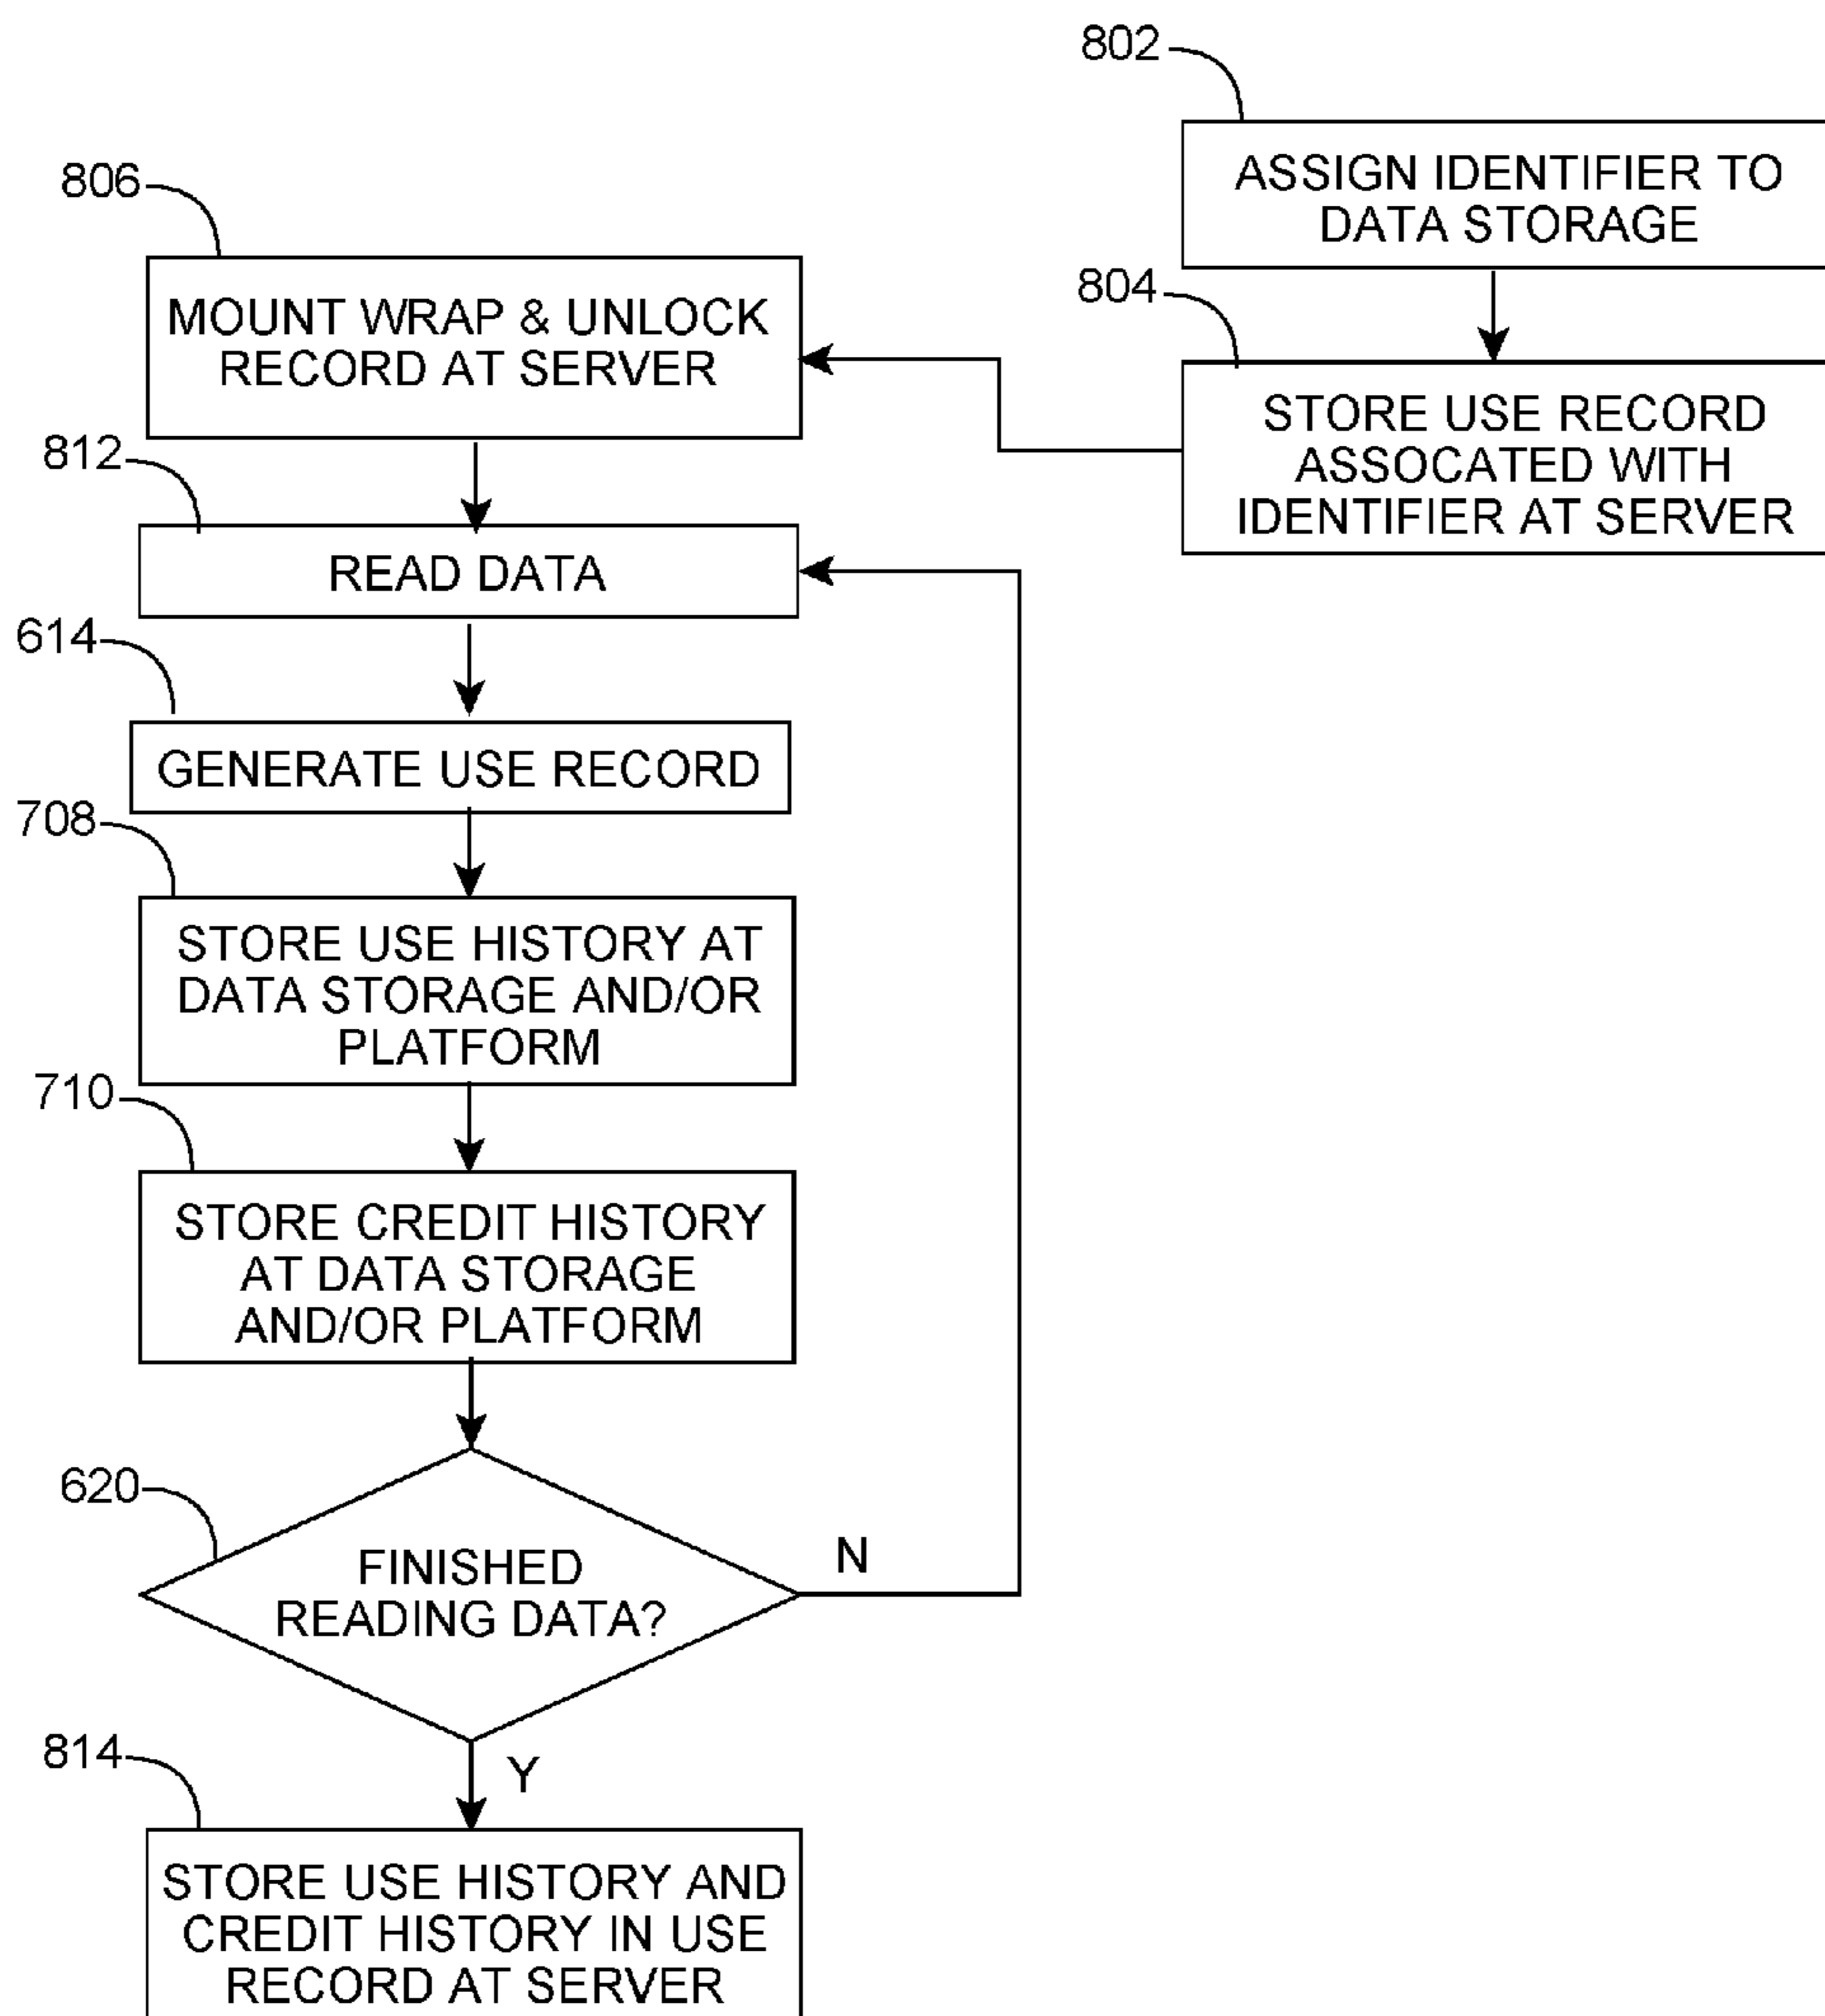 802
ASSIGN IDENTIFIER TO
DATA STORAGE
804
STORE USE RECORD
ASSOCATED WITH
IDENTIFIER AT SERVER
806
MOUNT WRAP & UNLOCK
RECORD AT SERVER
812
READ DATA
614
GENERATE USE RECORD
708
STORE USE HISTORY AT
DATA STORAGE AND/OR
PLATFORM
710
STORE CREDIT HISTORY
AT DATA STORAGE
AND/OR PLATFORM
620
FINISHED
READING DATA?
N
Y
814
STORE USE HISTORY AND
CREDIT HISTORY IN USE
RECORD AT SERVER